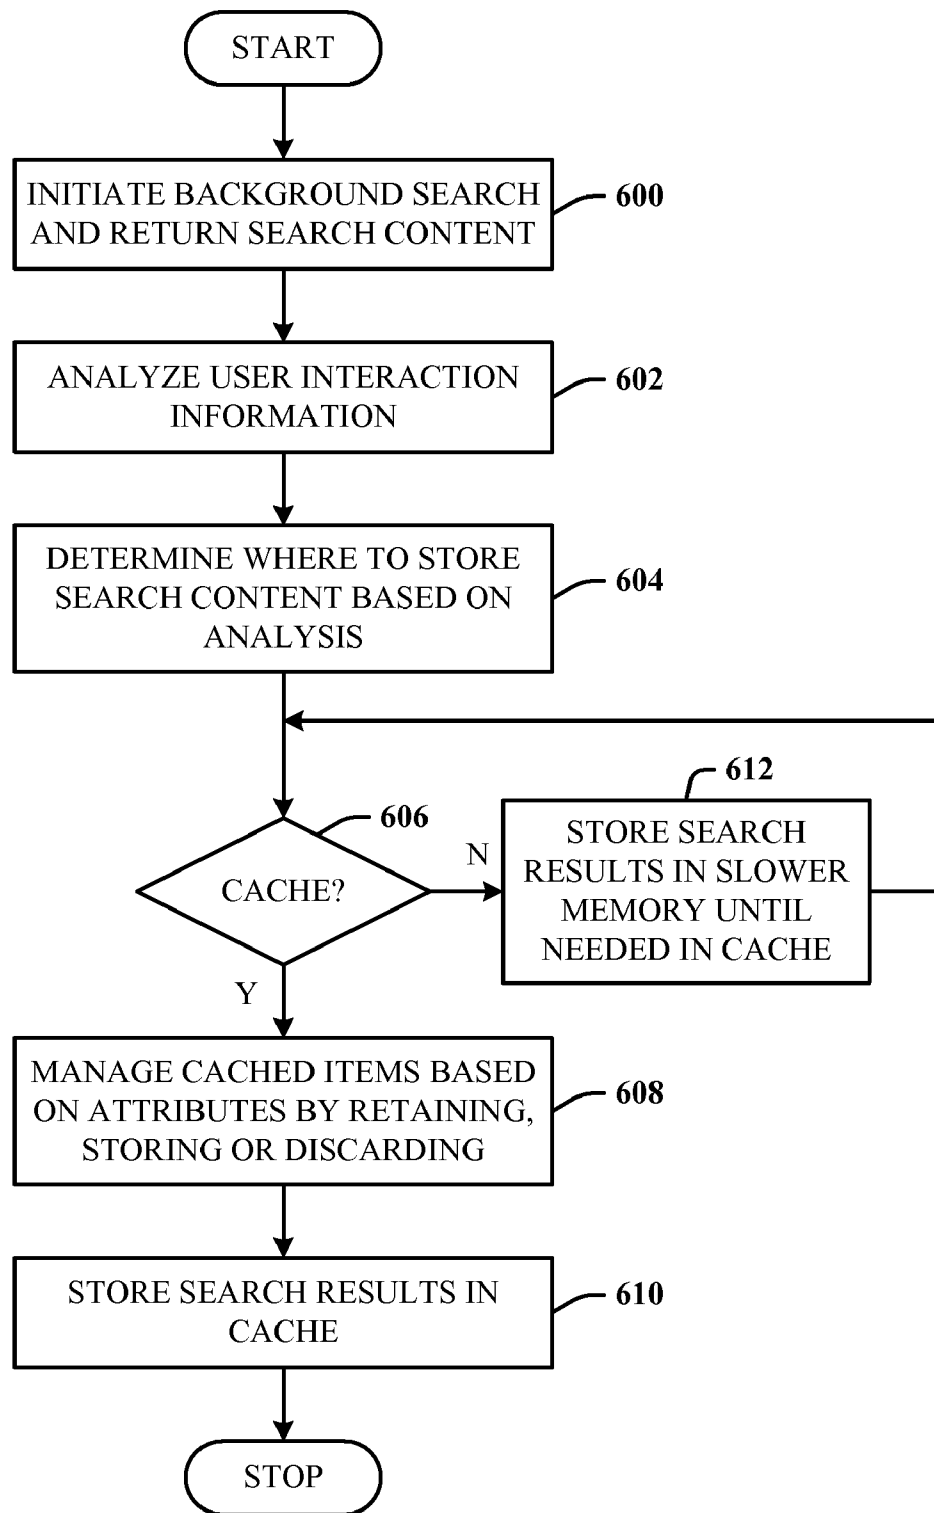 START
INITIATE BACKGROUND SEARCH
AND RETURN SEARCH CONTENT
600
ANALYZE USER INTERACTION
INFORMATION
602
DETERMINE WHERE TO STORE
SEARCH CONTENT BASED ON
ANALYSIS
604
606
CACHE?
N
612
STORE SEARCH
RESULTS IN SLOWER
MEMORY UNTIL
NEEDED IN CACHE
Y
MANAGE CACHED ITEMS BASED
ON ATTRIBUTES BY RETAINING,
STORING OR DISCARDING
608
STORE SEARCH RESULTS IN
CACHE
610
STOP